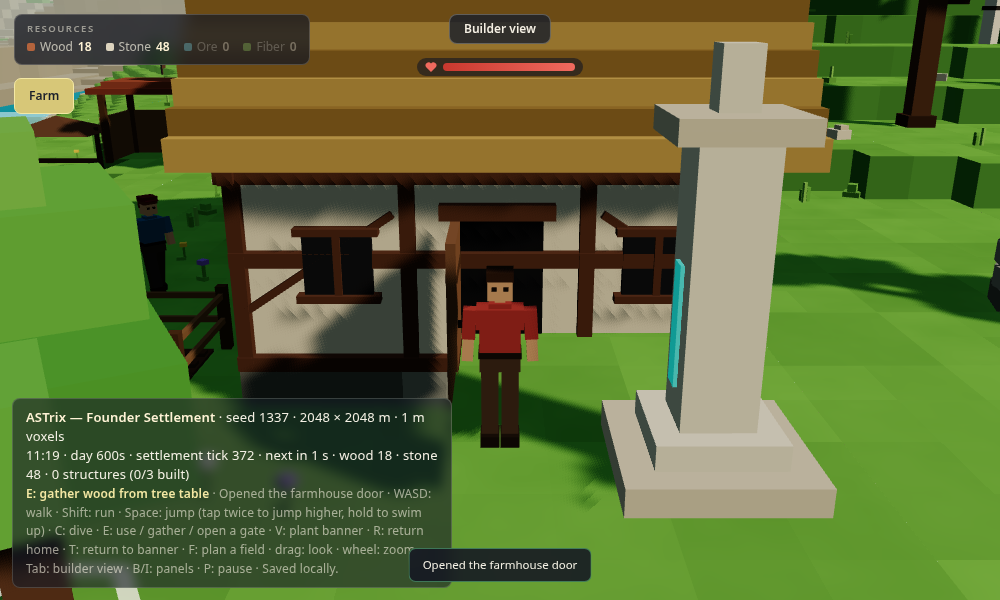 RESOURCES
Wood 18 Stone 48 Ore 0 Fiber 0
Builder view
Farm
ASTrix — Founder Settlement · seed 1337 · 2048 × 2048 m · 1 m
voxels
11:19 · day 600s · settlement tick 372 · next in 1 s · wood 18 · stone
48 · 0 structures (0/3 built)
E: gather wood from tree table · Opened the farmhouse door · WASD:
walk · Shift: run · Space: jump (tap twice to jump higher, hold to swim
up) · C: dive · E: use / gather / open a gate · V: plant banner · R: return
home · T: return to banner · F: plan a field · drag: look · wheel: zoom
Tab: builder view · B/I: panels · P: pause · Saved locally.
Opened the farmhouse door